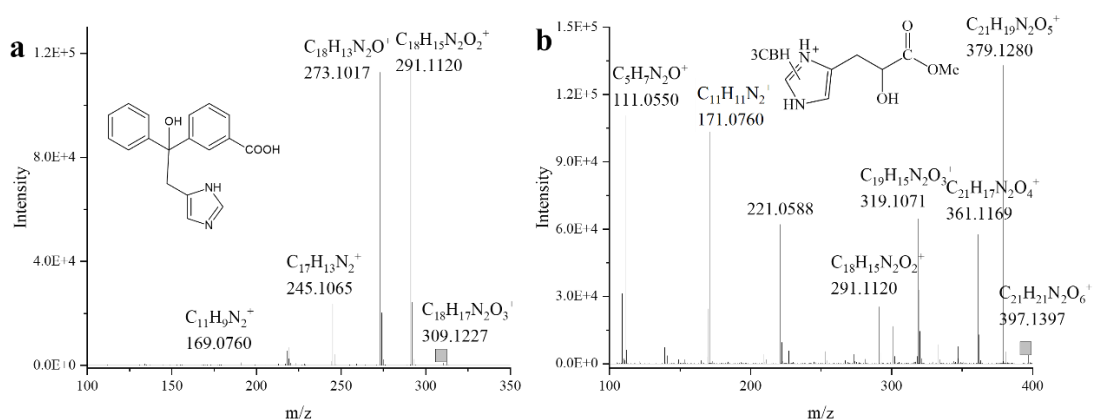 a
Intensity
1.2E+5
8.0E+4
4.0E+4
0.0E+0
100
150
200
250
300
350
m/z
C₁₈H₁₃N₂O⁺
273.1017
C₁₈H₁₅N₂O₂⁺
291.1120
C₁₇H₁₃N₂⁺
245.1065
C₁₁H₉N₂⁺
169.0760
C₁₈H₁₇N₂O₃⁺
309.1227
OH
COOH
NH
N
b
Intensity
1.5E+5
1.2E+5
9.0E+4
6.0E+4
3.0E+4
0.0E+0
100
200
300
400
m/z
C₅H₇N₂O⁺
111.0550
C₁₁H₁₁N₂⁺
171.0760
221.0588
C₁₈H₁₅N₂O₂⁺
291.1120
C₁₉H₁₅N₂O₃⁺
319.1071
C₂₁H₁₇N₂O₄⁺
361.1169
C₂₁H₁₉N₂O₅⁺
379.1280
C₂₁H₂₁N₂O₆⁺
397.1397
3CBH
H
N⁺
HN
O
OMe
OH